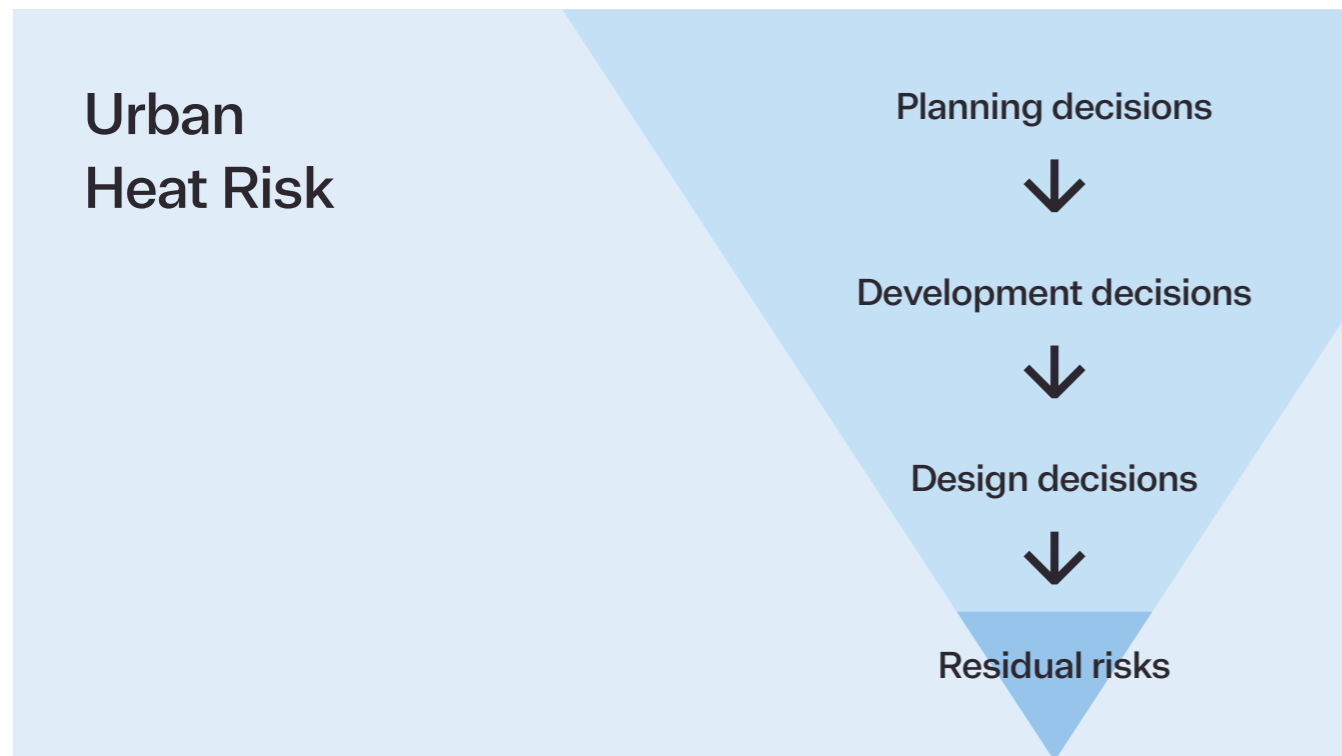 Urban
Heat Risk
Planning decisions
Development decisions
Design decisions
Residual risks